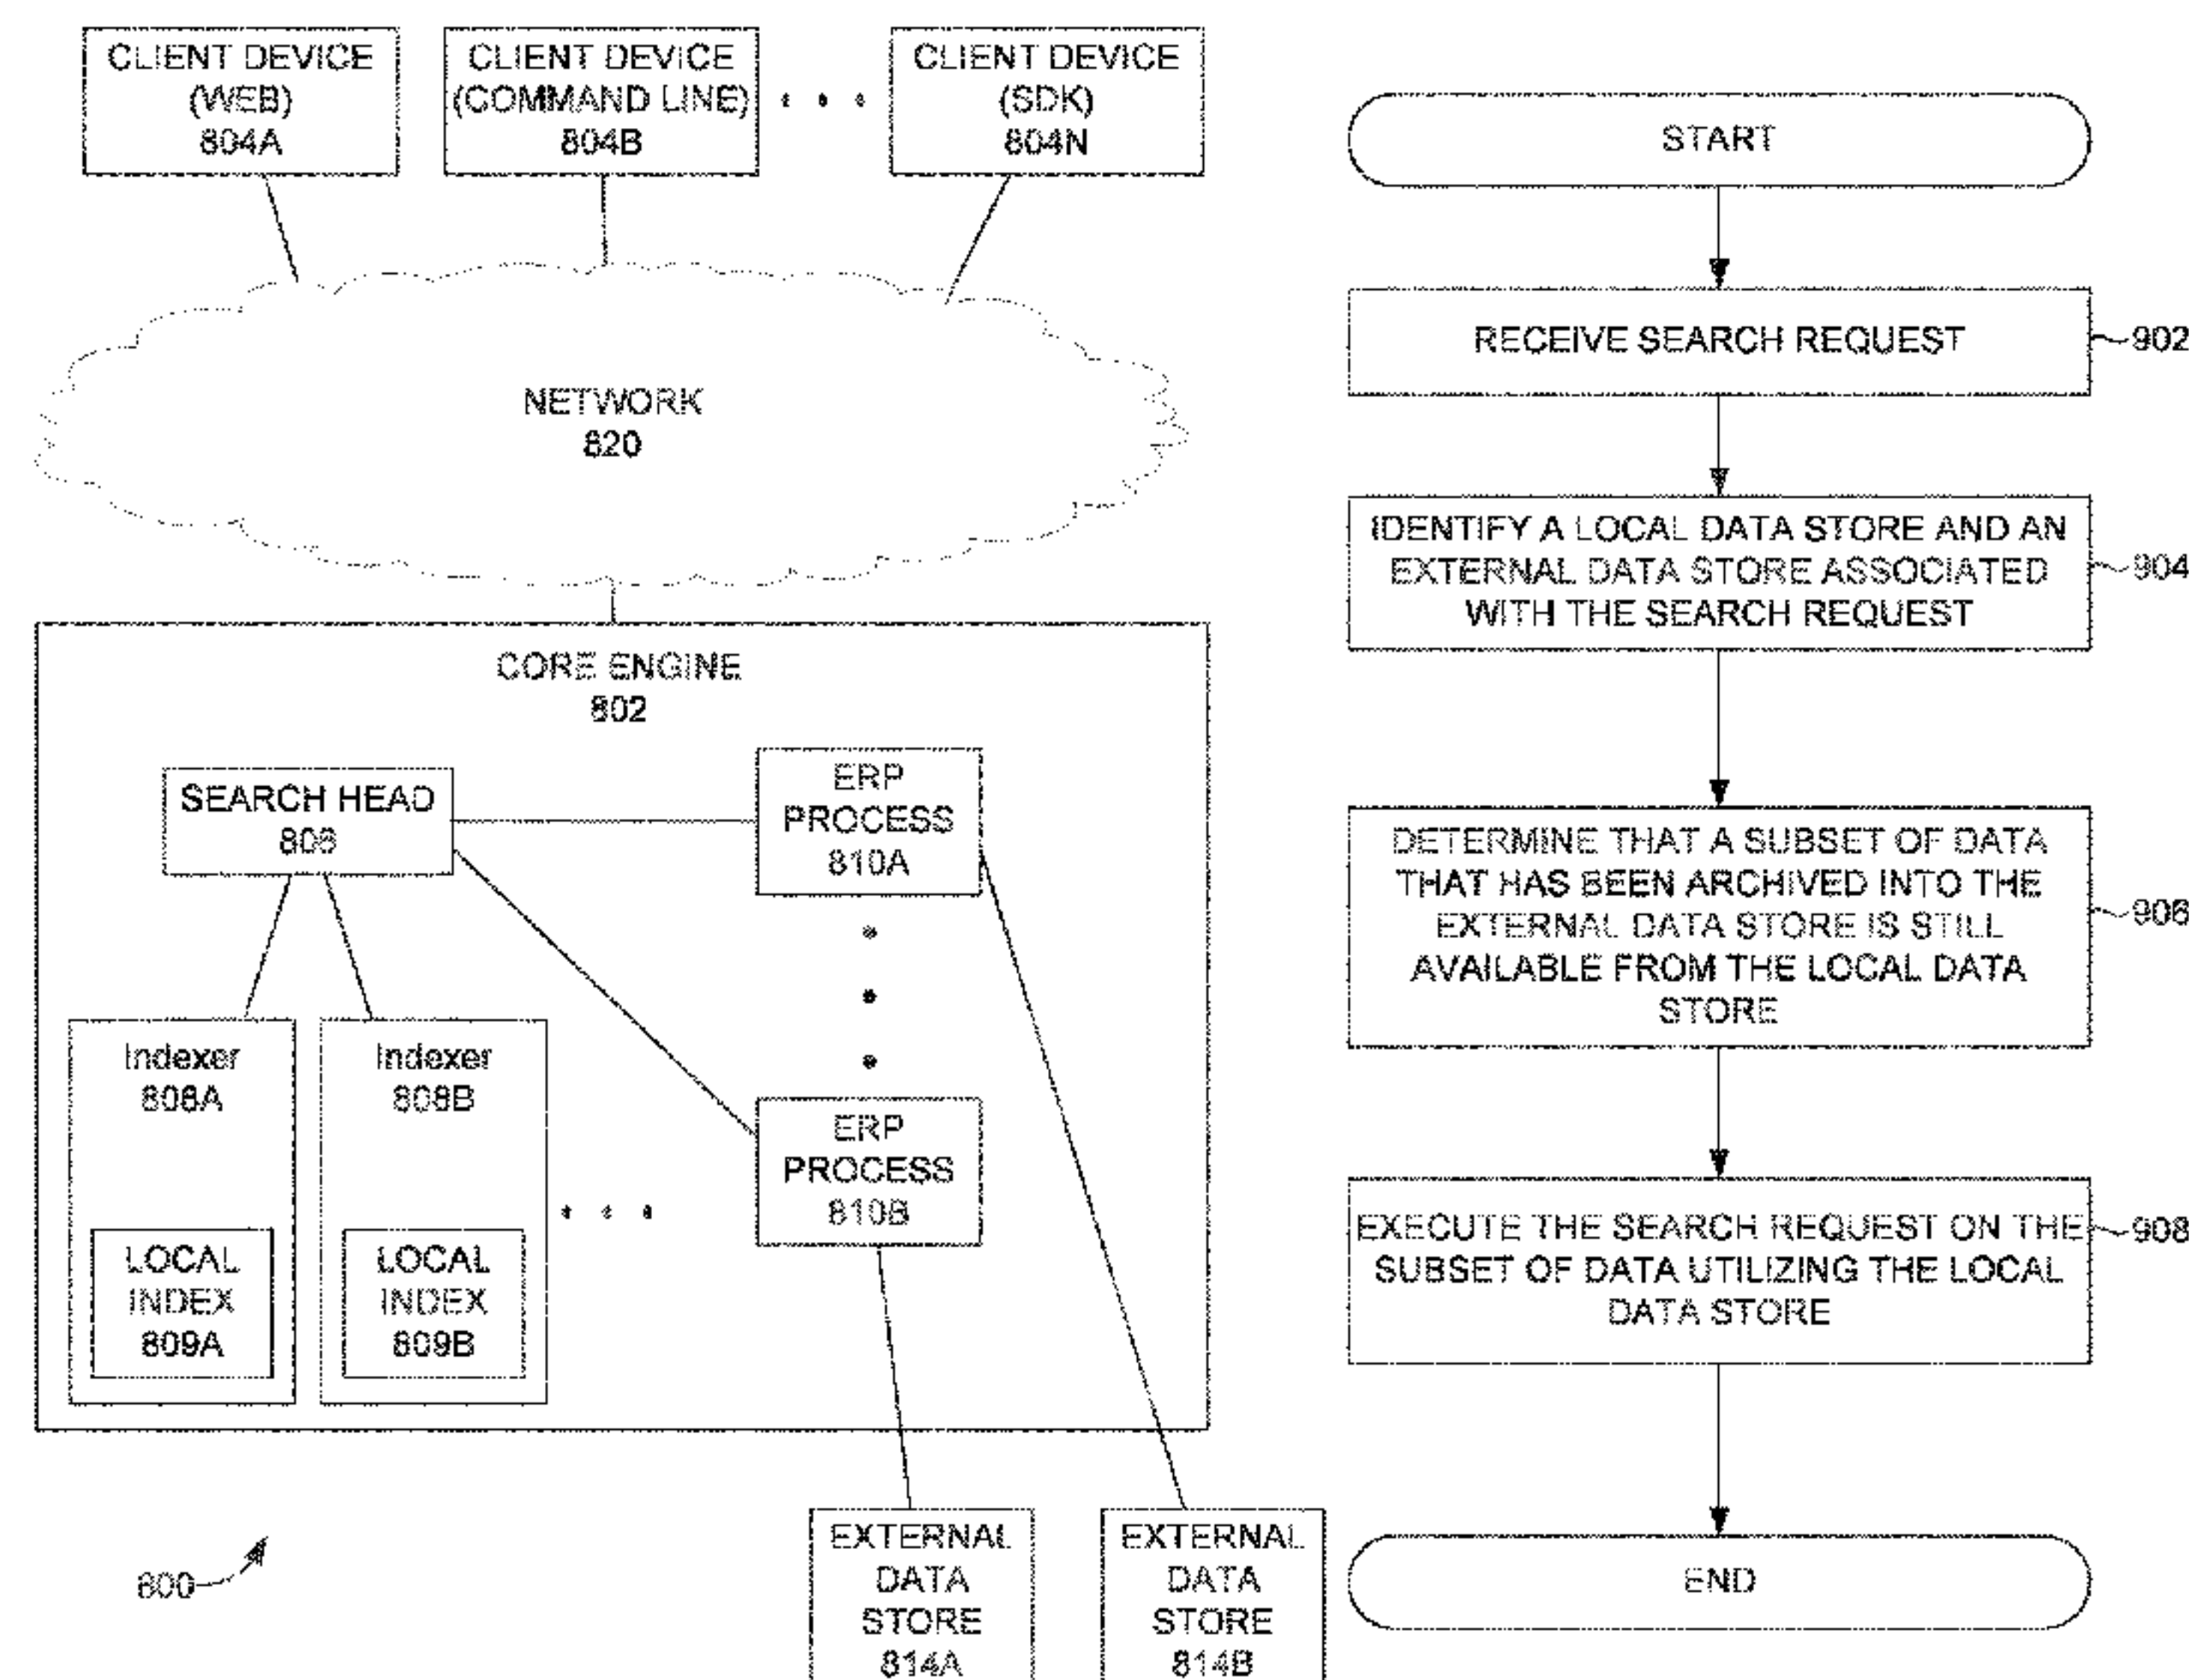 CLIENT DEVICE
(WEB)
804A
CLIENT DEVICE
(COMMAND LINE)
804B
CLIENT DEVICE
(SDK)
804N
NETWORK
820
CORE ENGINE
802
SEARCH HEAD
806
ERP
PROCESS
810A
ERP
PROCESS
810B
Indexer
808A
LOCAL
INDEX
809A
Indexer
808B
LOCAL
INDEX
809B
EXTERNAL
DATA
STORE
814A
EXTERNAL
DATA
STORE
814B
800
START
RECEIVE SEARCH REQUEST
902
IDENTIFY A LOCAL DATA STORE AND AN
EXTERNAL DATA STORE ASSOCIATED
WITH THE SEARCH REQUEST
904
DETERMINE THAT A SUBSET OF DATA
THAT HAS BEEN ARCHIVED INTO THE
EXTERNAL DATA STORE IS STILL
AVAILABLE FROM THE LOCAL DATA
STORE
906
EXECUTE THE SEARCH REQUEST ON THE
SUBSET OF DATA UTILIZING THE LOCAL
DATA STORE
908
END